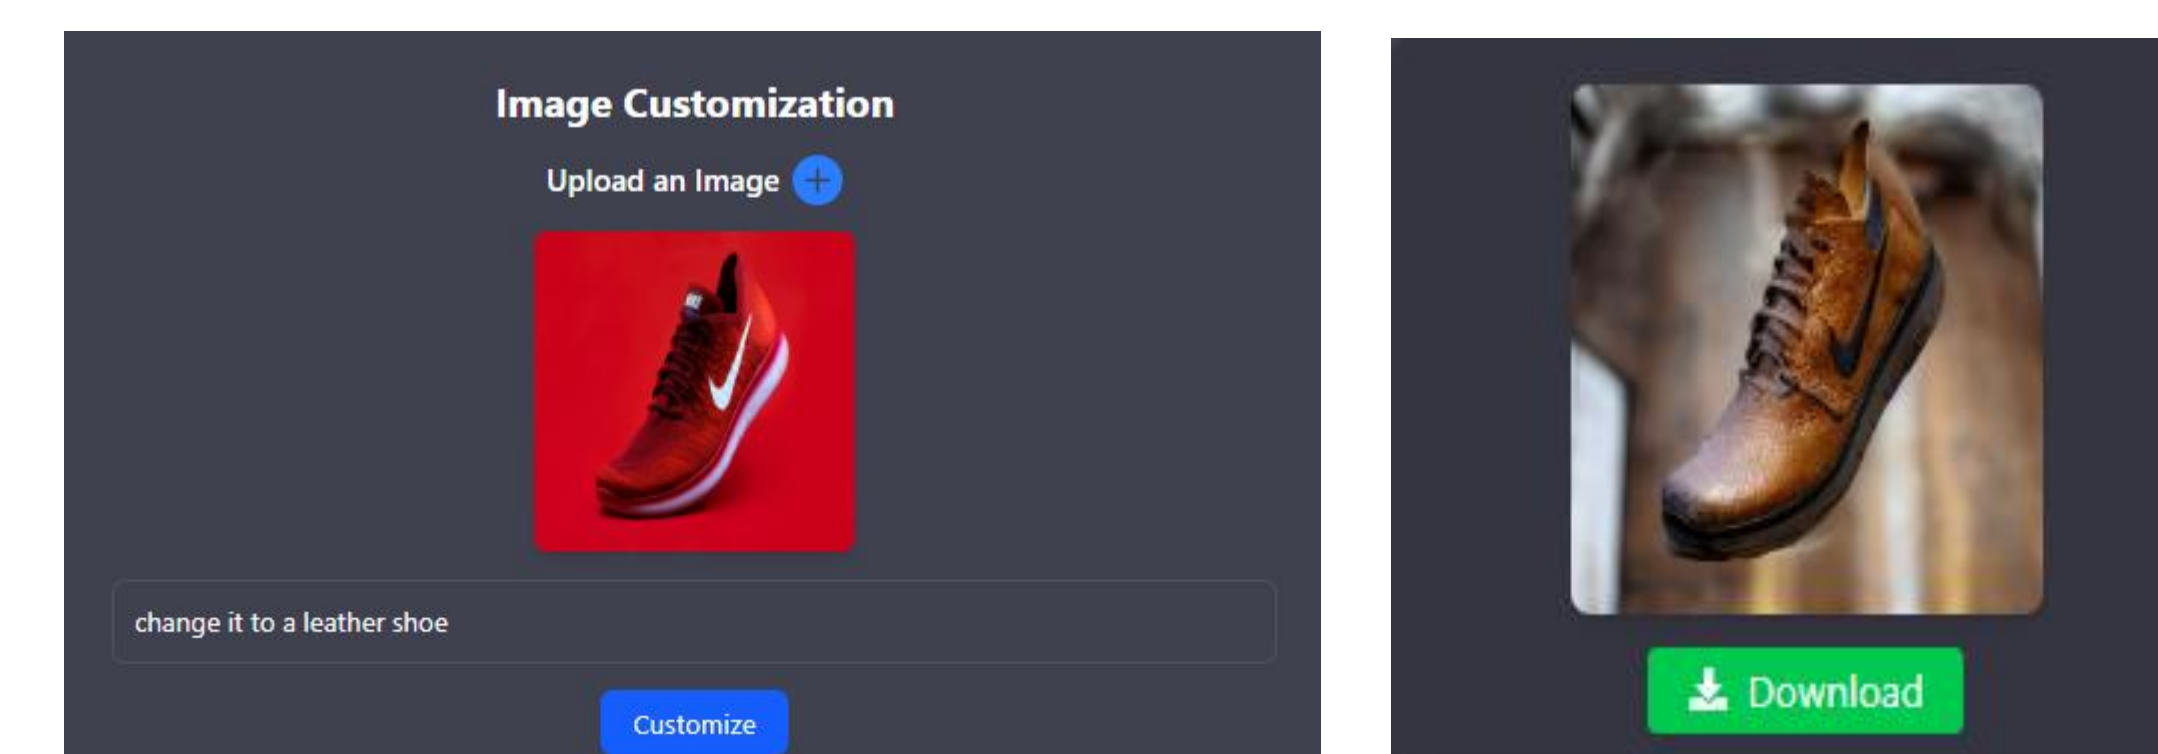 Image Customization
Upload an Image
change it to a leather shoe
Customize
Download